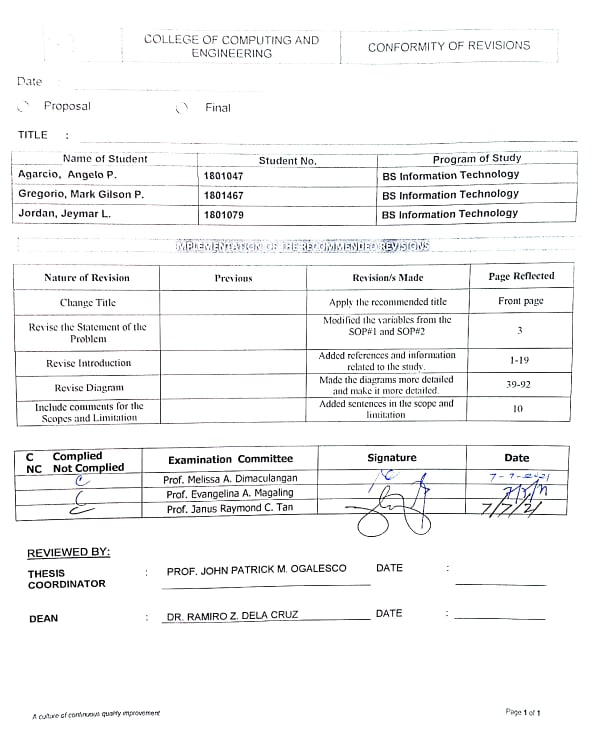 COLLEGE OF COMPUTING AND ENGINEERING
CONFORMITY OF REVISIONS
Date :
Proposal Final
TITLE :
Name of Student Student No. Program of Study
Agarcio, Angelo P. 1801047 BS Information Technology
Gregorio, Mark Gilson P. 1801467 BS Information Technology
Jordan, Jeymar L. 1801079 BS Information Technology
IMPLEMENTATION OF THE RECOMMENDED REVISIONS
Nature of Revision Previous Revision/s Made Page Reflected
Change Title Apply the recommended title Front page
Revise the Statement of the Problem Modified the variables from the SOP#1 and SOP#2 3
Revise Introduction Added references and information related to the study. 1-19
Revise Diagram Made the diagrams more detailed and make it more detailed. 39-92
Include comments for the Scopes and Limitation Added sentences in the scope and limitation 10
C Complied
NC Not Complied
Examination Committee Signature Date
C Prof. Melissa A. Dimaculangan 7-7-2021
C Prof. Evangelina A. Magaling
C Prof. Janus Raymond C. Tan 7/7/21
REVIEWED BY:
THESIS COORDINATOR : PROF. JOHN PATRICK M. OGALESCO DATE :
DEAN : DR. RAMIRO Z. DELA CRUZ DATE :
A culture of continuous quality improvement
Page 1 of 1